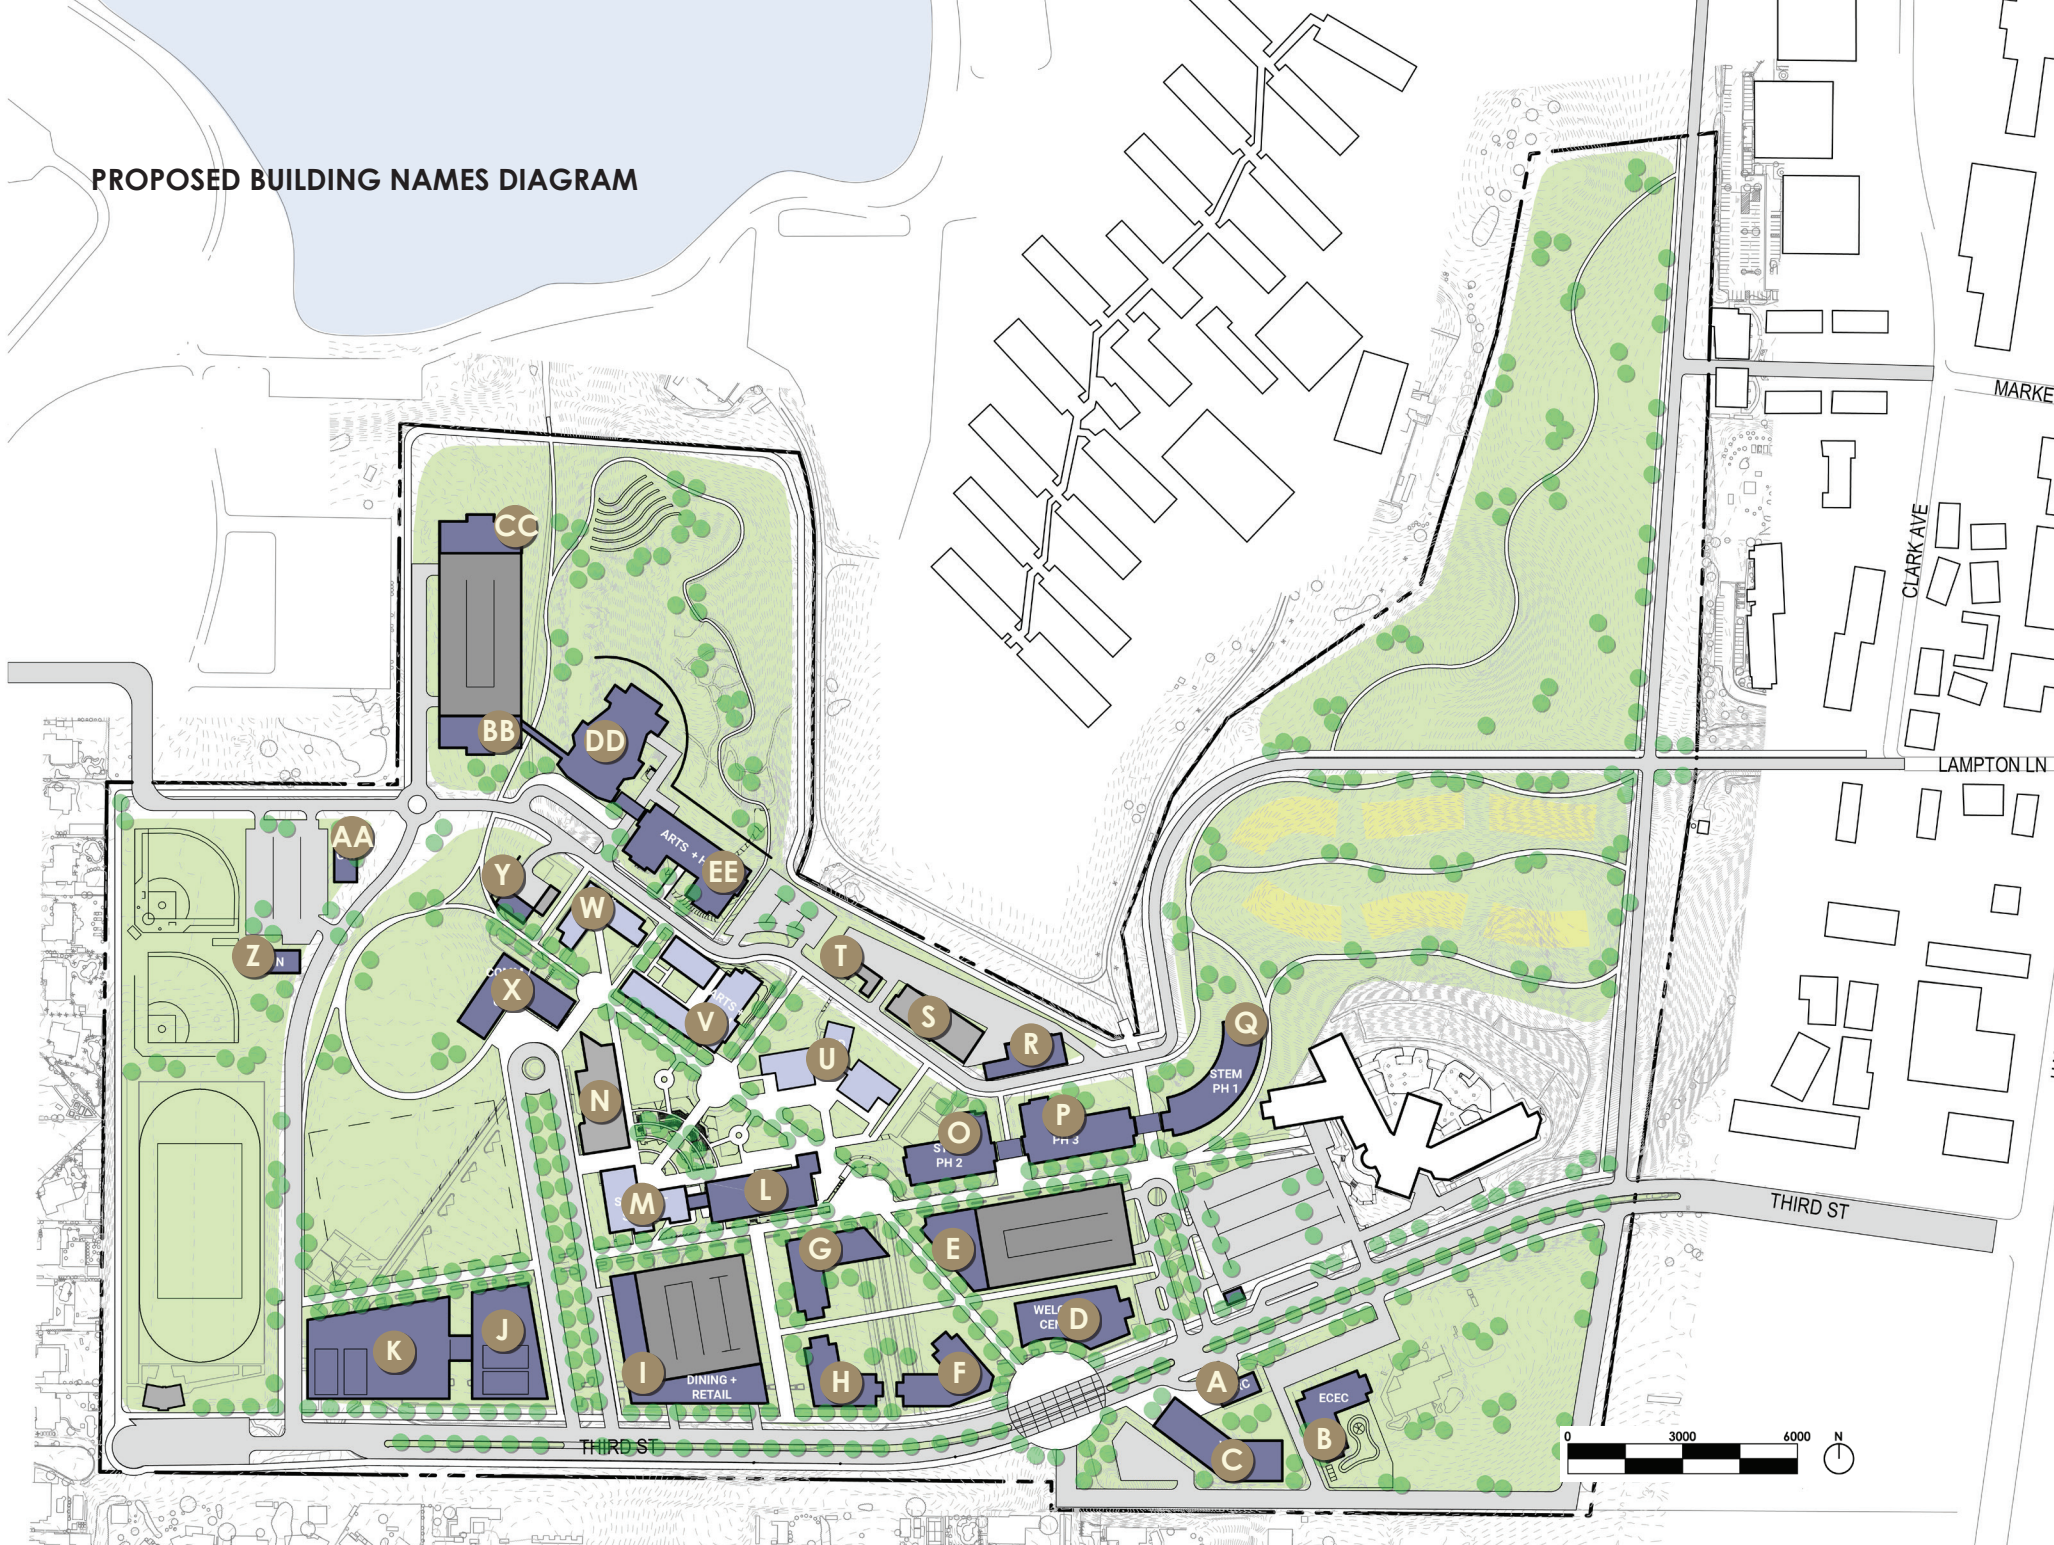 PROPOSED BUILDING NAMES DIAGRAM
MARKE
CLARK AVE
CC
BB
DD
LAMPTON LN
AA
ARTS +
EE
Y
W
Z
N
T
X
ARTS
V
S
Q
R
U
STEM
PH 1
N
P
PH 3
O
PH 2
L
M
THIRD ST
G
E
D
K
J
I
DINING +
RETAIL
H
F
A
C
ECEC
B
C
THIRD ST
0 3000 6000 N